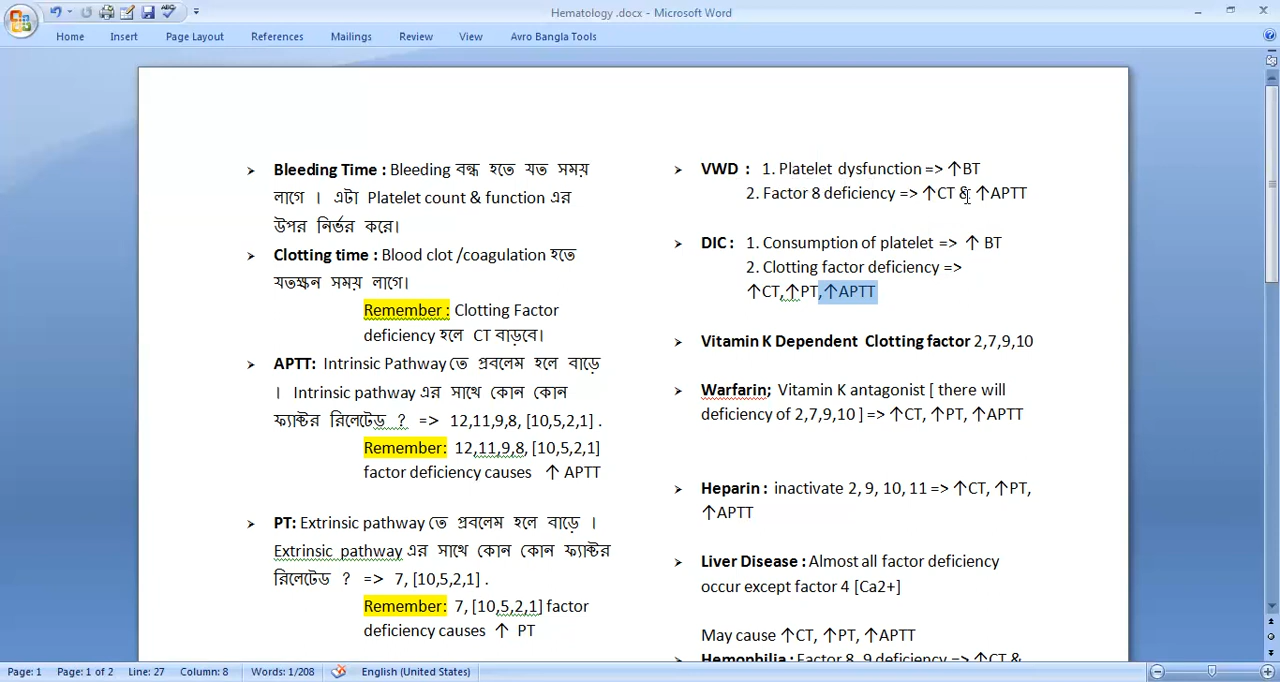 Hematology .docx - Microsoft Word
Home Insert Page Layout References Mailings Review View Avro Bangla Tools
Bleeding Time : Bleeding বন্ধ হতে যত সময়
লাগে । এটা Platelet count & function এর
উপর নির্ভর করে।
Clotting time : Blood clot /coagulation হতে
যতক্ষন সময় লাগে।
Remember : Clotting Factor
deficiency হলে CT বাড়বে।
APTT: Intrinsic Pathway তে প্রবলেম হলে বাড়ে
। Intrinsic pathway এর সাথে কোন কোন
ফ্যাক্টর রিলেটেড ? => 12,11,9,8, [10,5,2,1] .
Remember: 12,11,9,8, [10,5,2,1]
factor deficiency causes ↑ APTT
PT: Extrinsic pathway তে প্রবলেম হলে বাড়ে ।
Extrinsic pathway এর সাথে কোন কোন ফ্যাক্টর
রিলেটেড ? => 7, [10,5,2,1] .
Remember: 7, [10,5,2,1] factor
deficiency causes ↑ PT
VWD : 1. Platelet dysfunction => ↑BT
2. Factor 8 deficiency => ↑CT & ↑APTT
DIC : 1. Consumption of platelet => ↑ BT
2. Clotting factor deficiency =>
↑CT,↑PT,↑APTT
Vitamin K Dependent Clotting factor 2,7,9,10
Warfarin; Vitamin K antagonist [ there will
deficiency of 2,7,9,10 ] => ↑CT, ↑PT, ↑APTT
Heparin : inactivate 2, 9, 10, 11 => ↑CT, ↑PT,
↑APTT
Liver Disease : Almost all factor deficiency
occur except factor 4 [Ca2+]
May cause ↑CT, ↑PT, ↑APTT
Hemophilia : Factor 8, 9 deficiency => ↑CT &
Page: 1 Page: 1 of 2 Line: 27 Column: 8 Words: 1/208 English (United States)